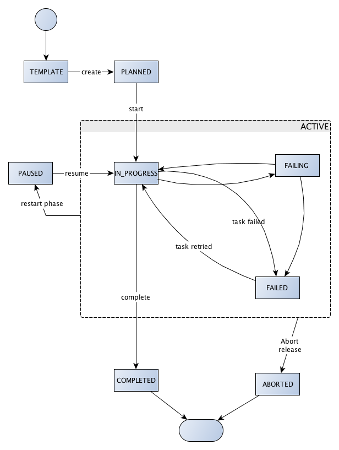 TEMPLATE
create
PLANNED
start
ACTIVE
PAUSED
resume
IN_PROGRESS
FAILING
restart phase
task failed
task retried
FAILED
complete
Abort
release
COMPLETED
ABORTED